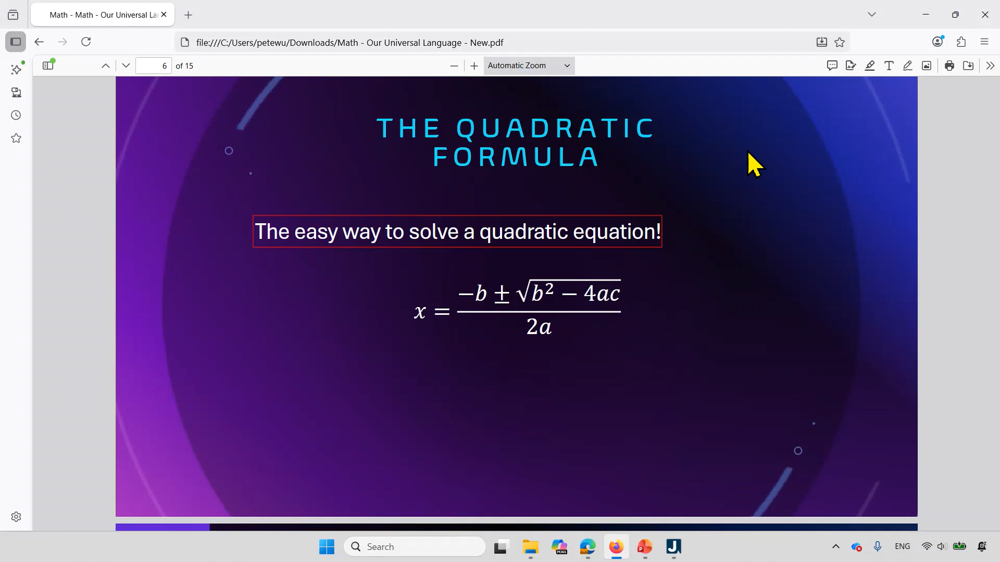 Math - Math - Our Universal La
file:///C:/Users/petewu/Downloads/Math - Our Universal Language - New.pdf
6 of 15
Automatic Zoom
THE QUADRATIC
FORMULA
The easy way to solve a quadratic equation!
x = (−b ± √(b² − 4ac)) / 2a
Search
M365
ENG